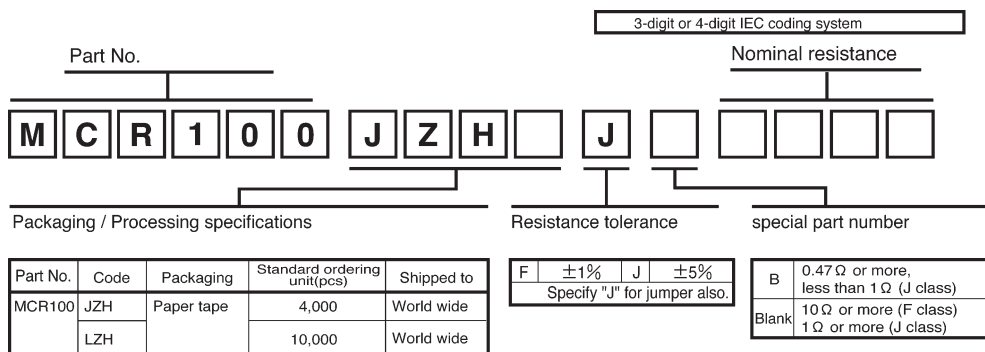 3-digit or 4-digit IEC coding system
Part No.
Nominal resistance
M C R 1 0 0 J Z H J
Packaging / Processing specifications
Resistance tolerance
special part number
Part No. Code Packaging Standard ordering unit(pcs) Shipped to
MCR100 JZH Paper tape 4,000 World wide
LZH 10,000 World wide
F ±1% J ±5%
Specify "J" for jumper also.
B 0.47Ω or more,
less than 1Ω (J class)
Blank 10Ω or more (F class)
1Ω or more (J class)